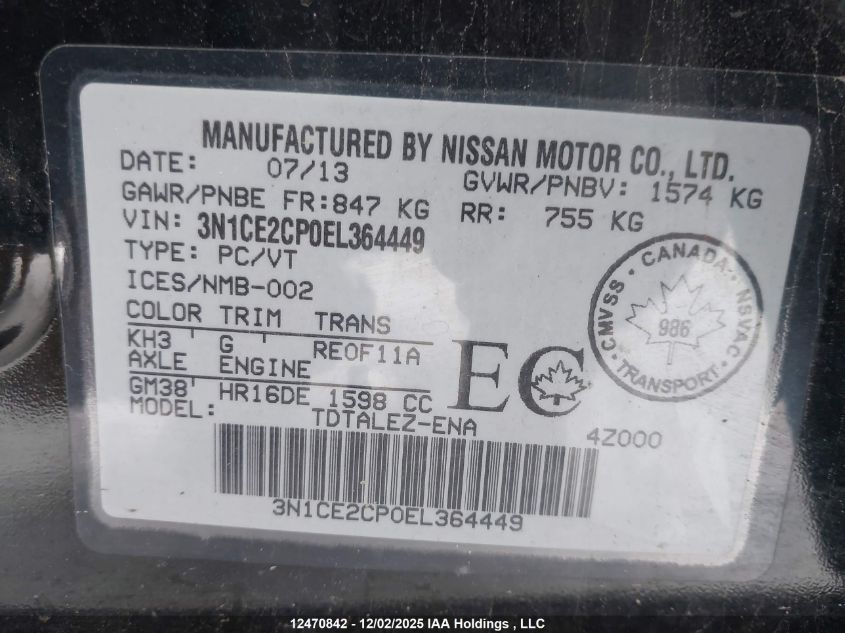 MANUFACTURED BY NISSAN MOTOR CO., LTD.
DATE: 07/13 GVWR/PNBV: 1574 KG
GAWR/PNBE FR:847 KG RR: 755 KG
VIN: 3N1CE2CP0EL364449
TYPE: PC/VT
ICES/NMB-002
COLOR TRIM TRANS
KH3 G RE0F11A
AXLE ENGINE
GM38 HR16DE 1598 CC
MODEL: TDTALEZ-ENA
EC
CANADA · NSVAC · TRANSPORT · CMVSS ·
986
4Z000
3N1CE2CP0EL364449
12470842 - 12/02/2025 IAA Holdings , LLC